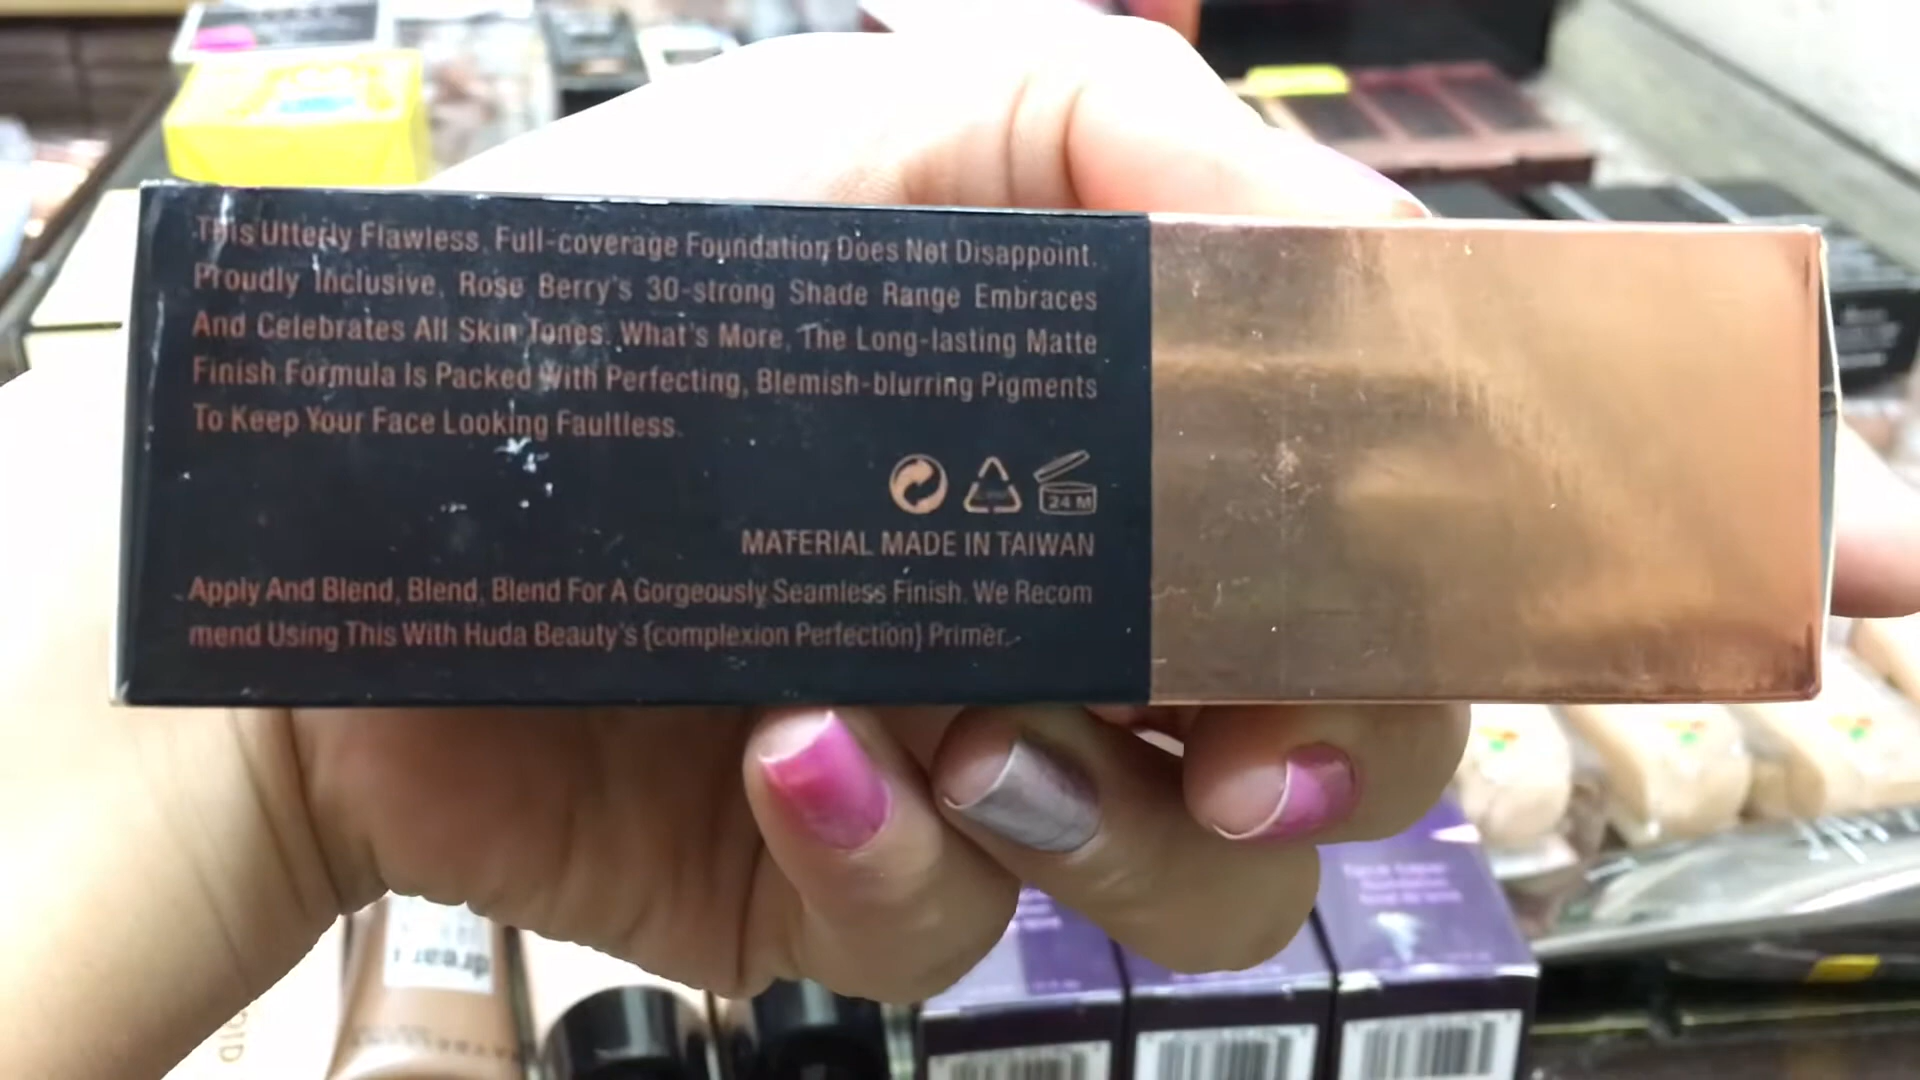 This Utterly Flawless, Full-coverage Foundation Does Not Disappoint.
Proudly Inclusive, Rose Berry's 30-strong Shade Range Embraces
And Celebrates All Skin Tones. What's More, The Long-lasting Matte
Finish Formula Is Packed With Perfecting, Blemish-blurring Pigments
To Keep Your Face Looking Faultless.
24 M
MATERIAL MADE IN TAIWAN
Apply And Blend, Blend, Blend For A Gorgeously Seamless Finish. We Recom
mend Using This With Huda Beauty's {complexion Perfection} Primer.